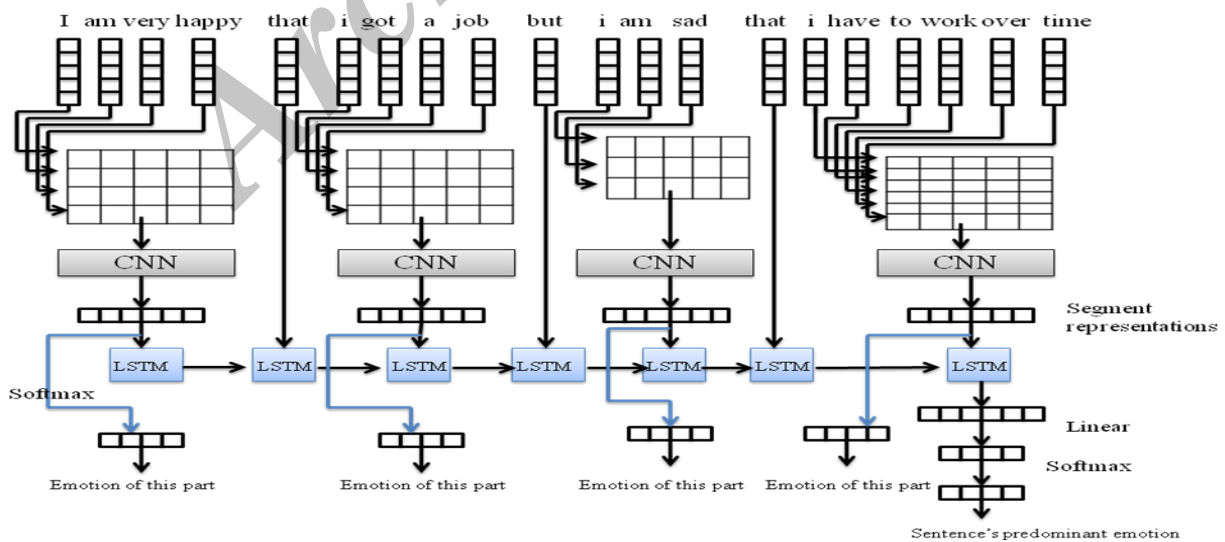 I am very happy that i got a job but i am sad that i have to work over time
CNN CNN CNN CNN
Segment
representations
LSTM LSTM LSTM LSTM LSTM LSTM LSTM
Softmax
Linear
Softmax
Emotion of this part Emotion of this part Emotion of this part Emotion of this part
Sentence's predominant emotion